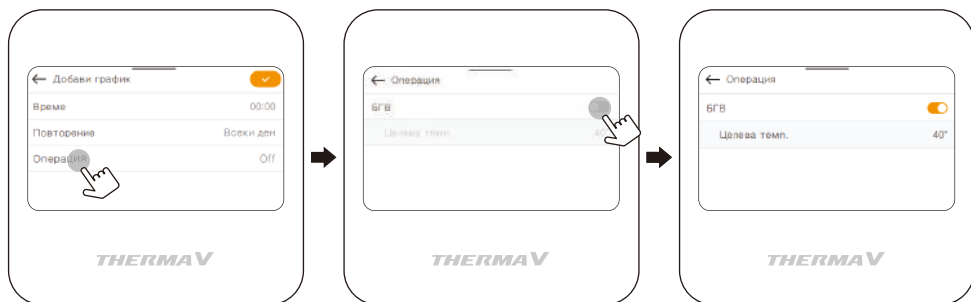 ← Добави график
Време 00:00
Повторение Всеки ден
Операция Off
THERMAV
← Операция
БГВ
Целева темп. 40°
THERMAV
← Операция
БГВ
Целева темп. 40°
THERMAV